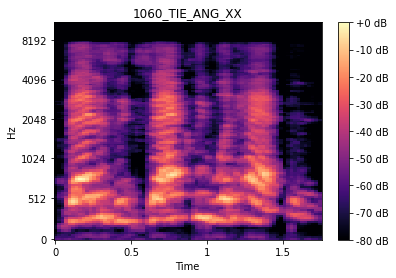 1060_TIE_ANG_XX
+0 dB
8192
-10 dB
4096
-20 dB
-30 dB
2048
Hz
-40 dB
1024
-50 dB
512
-60 dB
-70 dB
0
-80 dB
0 0.5 1 1.5
Time